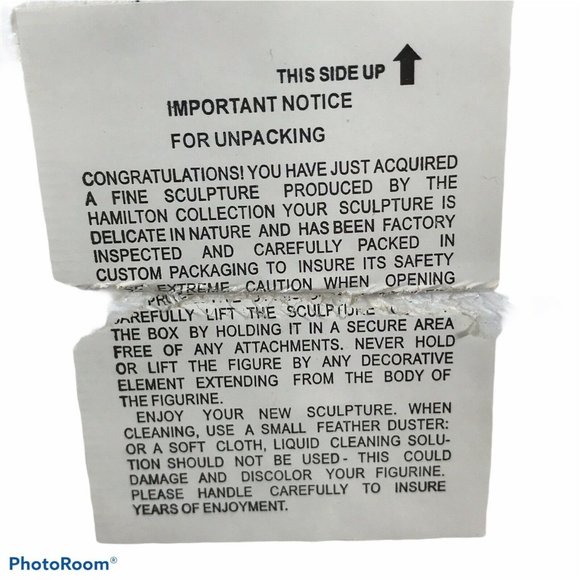 THIS SIDE UP
IMPORTANT NOTICE
FOR UNPACKING
CONGRATULATIONS! YOU HAVE JUST ACQUIRED
A FINE SCULPTURE PRODUCED BY THE
HAMILTON COLLECTION YOUR SCULPTURE IS
DELICATE IN NATURE AND HAS BEEN FACTORY
INSPECTED AND CAREFULLY PACKED IN
CUSTOM PACKAGING TO INSURE ITS SAFETY
EXTREME CAUTION WHEN OPENING
CAREFULLY LIFT THE SCULPTURE
THE BOX BY HOLDING IT IN A SECURE AREA
FREE OF ANY ATTACHMENTS. NEVER HOLD
OR LIFT THE FIGURE BY ANY DECORATIVE
ELEMENT EXTENDING FROM THE BODY OF
THE FIGURINE.
ENJOY YOUR NEW SCULPTURE. WHEN
CLEANING, USE A SMALL FEATHER DUSTER:
OR A SOFT CLOTH, LIQUID CLEANING SOLU-
TION SHOULD NOT BE USED - THIS COULD
DAMAGE AND DISCOLOR YOUR FIGURINE.
PLEASE HANDLE CAREFULLY TO INSURE
YEARS OF ENJOYMENT.
PhotoRoom®